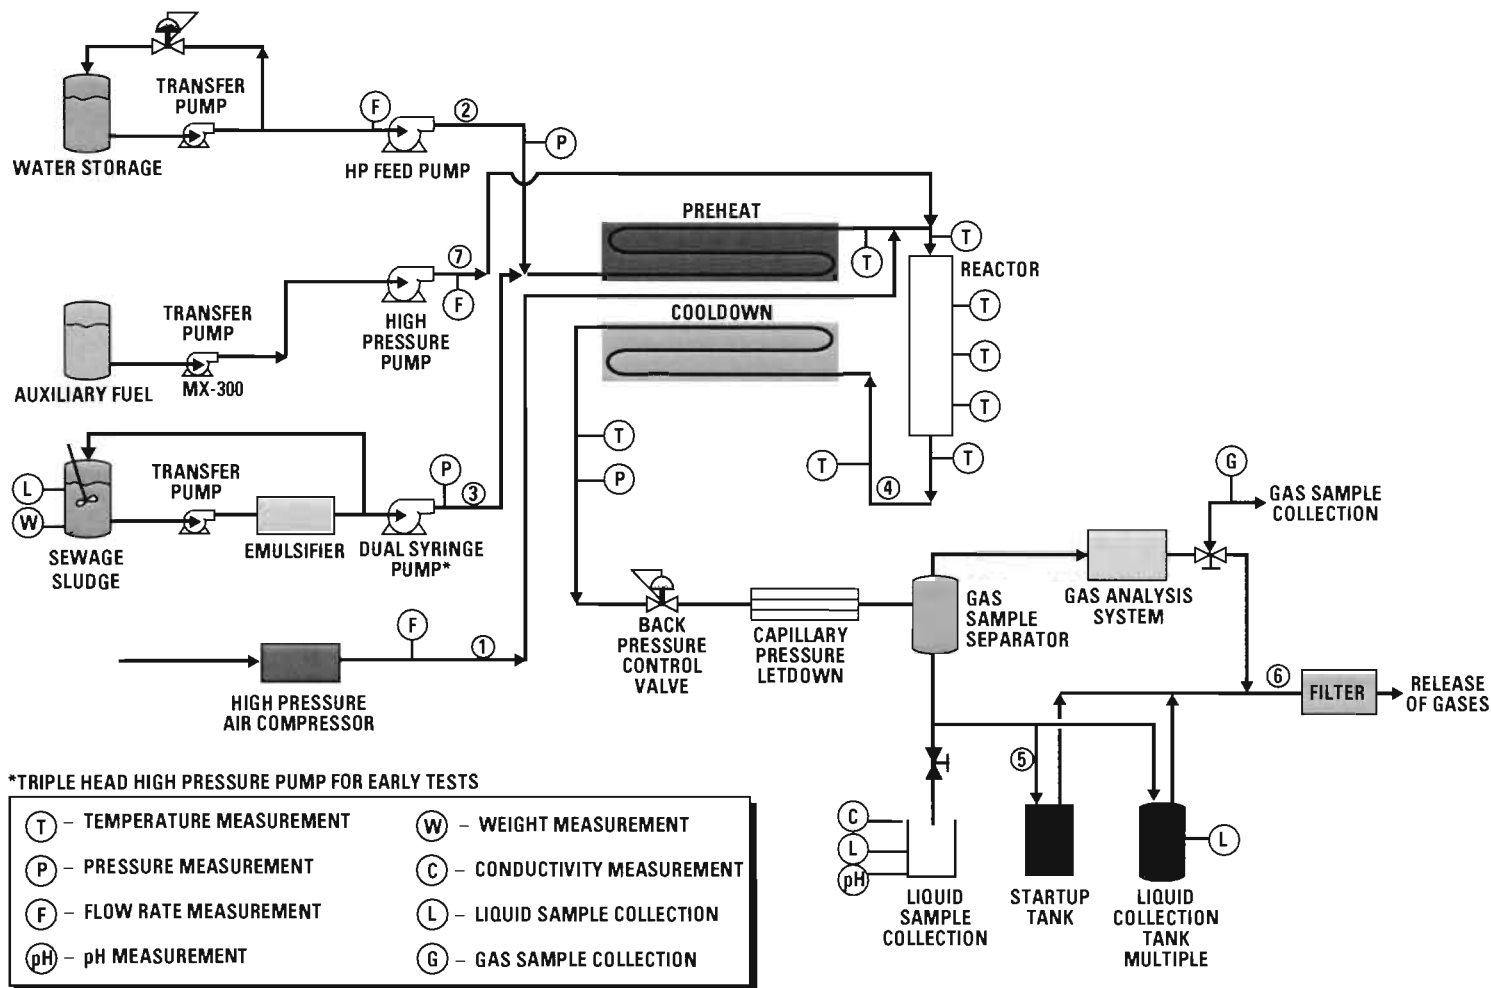 TRANSFER
PUMP
F
2
P
WATER STORAGE
HP FEED PUMP
PREHEAT
T
T
7
F
REACTOR
T
HIGH
PRESSURE
PUMP
TRANSFER
PUMP
COOLDOWN
T
AUXILIARY FUEL
MX-300
T
T
P
T
T
4
L
W
TRANSFER
PUMP
P
3
EMULSIFIER
DUAL SYRINGE
PUMP*
SEWAGE
SLUDGE
G
GAS SAMPLE
COLLECTION
GAS ANALYSIS
SYSTEM
GAS
SAMPLE
SEPARATOR
BACK
PRESSURE
CONTROL
VALVE
CAPILLARY
PRESSURE
LETDOWN
F
1
HIGH PRESSURE
AIR COMPRESSOR
6
FILTER
RELEASE
OF GASES
5
C
L
pH
L
LIQUID
SAMPLE
COLLECTION
STARTUP
TANK
LIQUID
COLLECTION
TANK
MULTIPLE
*TRIPLE HEAD HIGH PRESSURE PUMP FOR EARLY TESTS
T – TEMPERATURE MEASUREMENT
P – PRESSURE MEASUREMENT
F – FLOW RATE MEASUREMENT
pH – pH MEASUREMENT
W – WEIGHT MEASUREMENT
C – CONDUCTIVITY MEASUREMENT
L – LIQUID SAMPLE COLLECTION
G – GAS SAMPLE COLLECTION